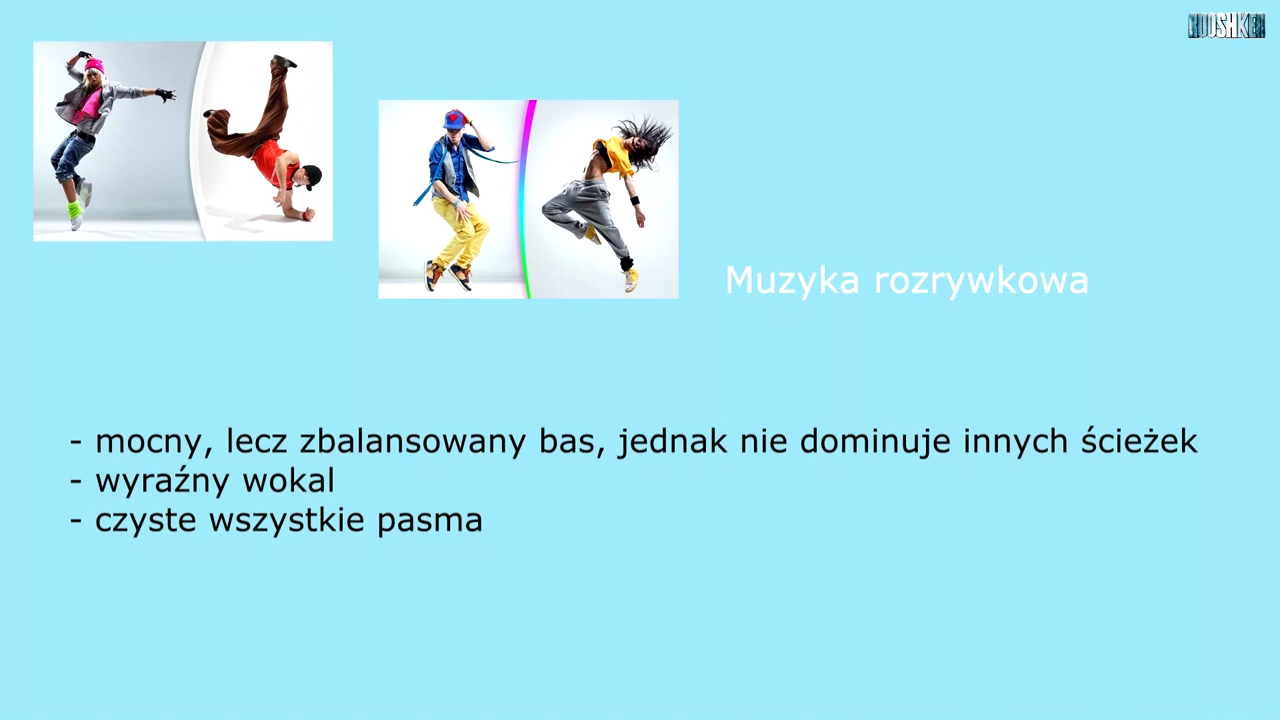 Muzyka rozrywkowa
- mocny, lecz zbalansowany bas, jednak nie dominuje innych ścieżek
- wyraźny wokal
- czyste wszystkie pasma